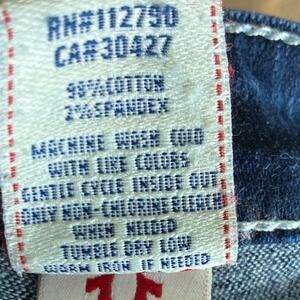 RN#112790
CA#30427
98%COTTON
2%SPANDEX
MACHINE WASH COLD
WITH LIKE COLORS
GENTLE CYCLE INSIDE OUT
ONLY NON-CHLORINE BLEACH
WHEN NEEDED
TUMBLE DRY LOW
WARM IRON IF NEEDED